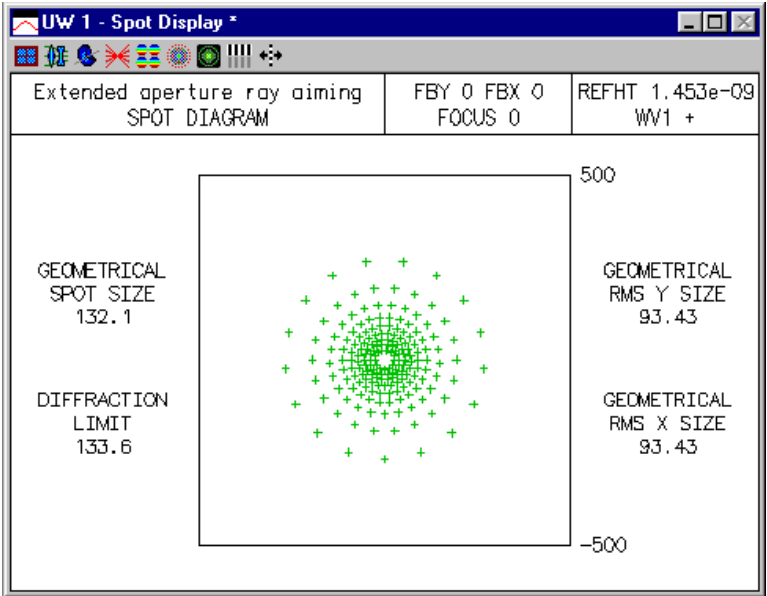 UW 1 - Spot Display *
Extended aperture ray aiming
SPOT DIAGRAM
FBY 0 FBX 0
FOCUS 0
REFHT 1.453e-09
WV1 +
500
GEOMETRICAL
SPOT SIZE
132.1
GEOMETRICAL
RMS Y SIZE
93.43
DIFFRACTION
LIMIT
133.6
GEOMETRICAL
RMS X SIZE
93.43
-500